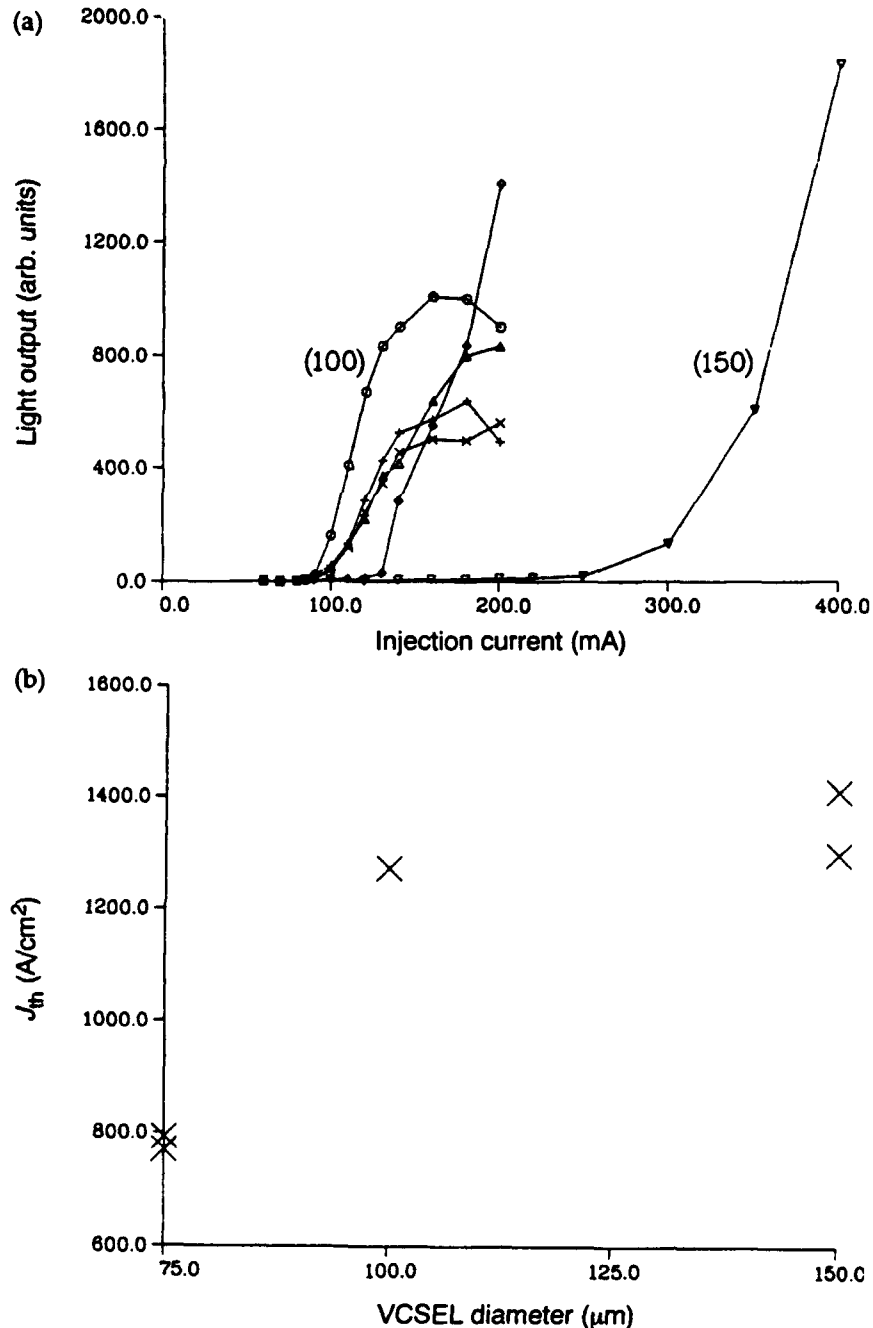 (a)
2000.0
1600.0
1200.0
800.0
400.0
0.0
Light output (arb. units)
(100)
(150)
0.0 100.0 200.0 300.0 400.0
Injection current (mA)
(b)
1600.0
1400.0
1200.0
1000.0
800.0
600.0
J_th (A/cm²)
75.0 100.0 125.0 150.0
VCSEL diameter (μm)